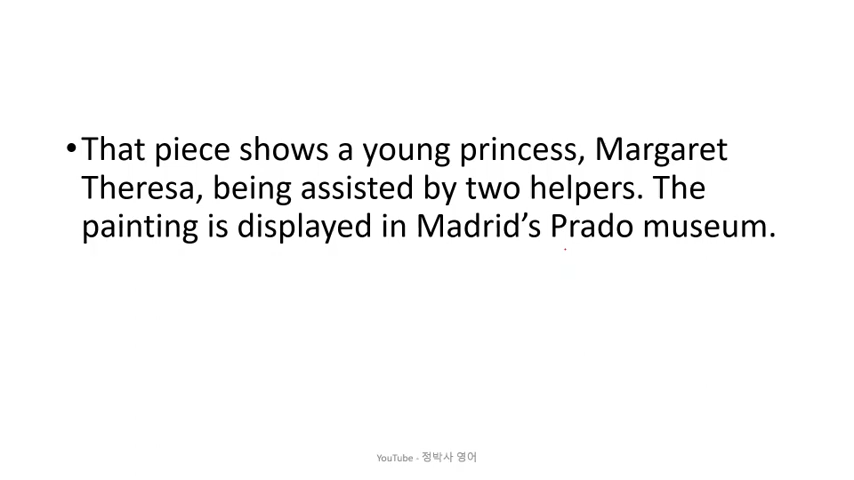 •That piece shows a young princess, Margaret
Theresa, being assisted by two helpers. The
painting is displayed in Madrid’s Prado museum.
YouTube - 정박사 영어